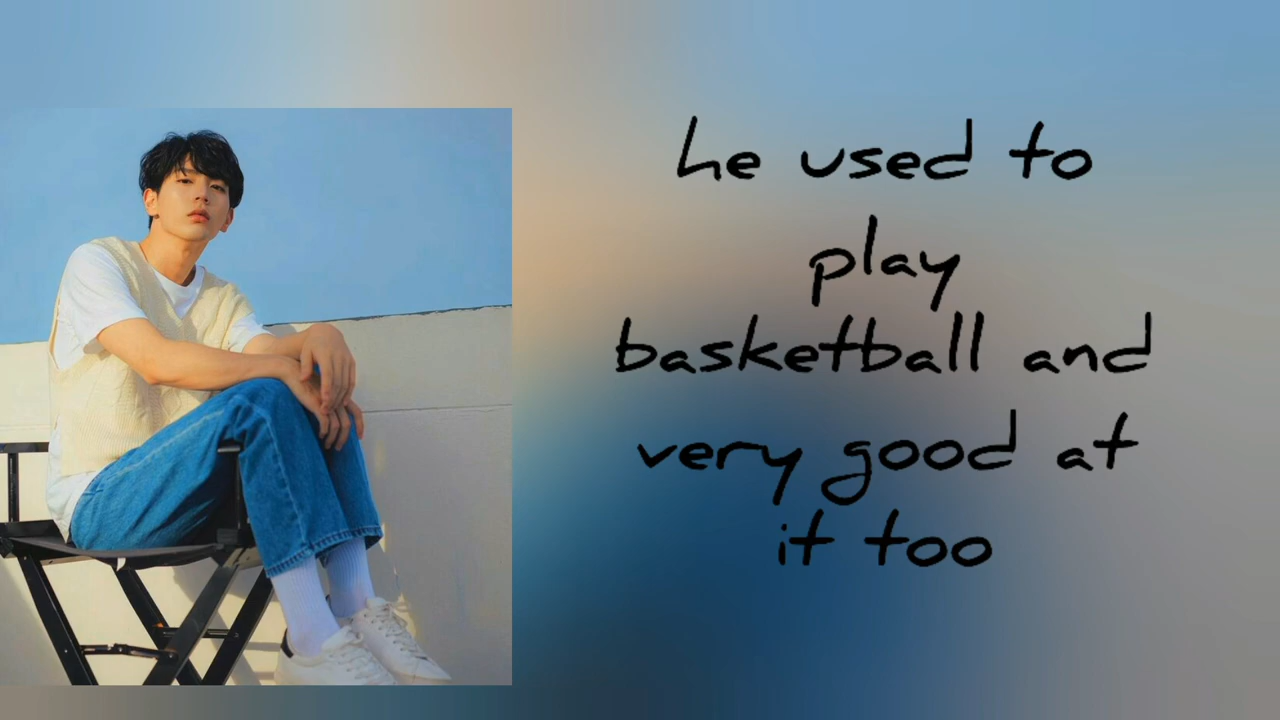 he used to
play
basketball and
very good at
it too